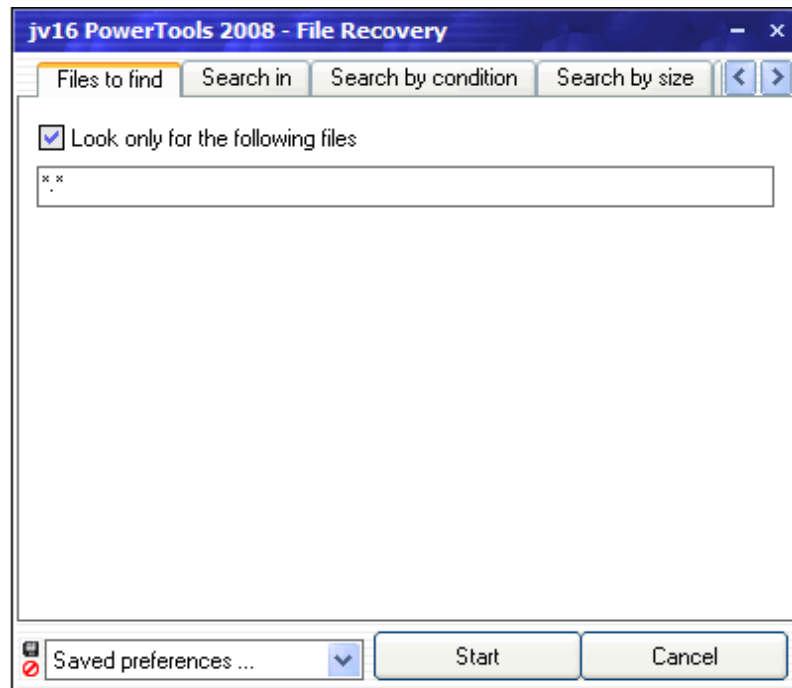 jv16 PowerTools 2008 - File Recovery
Files to find Search in Search by condition Search by size
Look only for the following files
*.*
Saved preferences ... Start Cancel